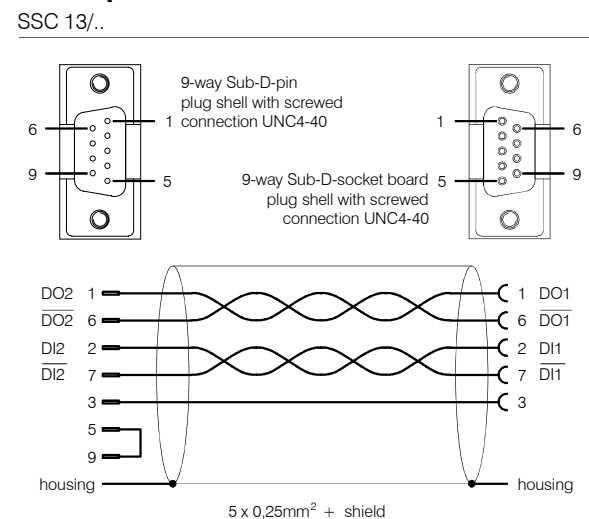 SSC 13/..
9-way Sub-D-pin
plug shell with screwed
connection UNC4-40
6
1
9
5
1
6
5
9
9-way Sub-D-socket board
plug shell with screwed
connection UNC4-40
DO2 1
1 DO1
DO2 6
6 DO1
DI2 2
2 DI1
DI2 7
7 DI1
3
3
5
9
housing
housing
5 x 0,25mm² + shield